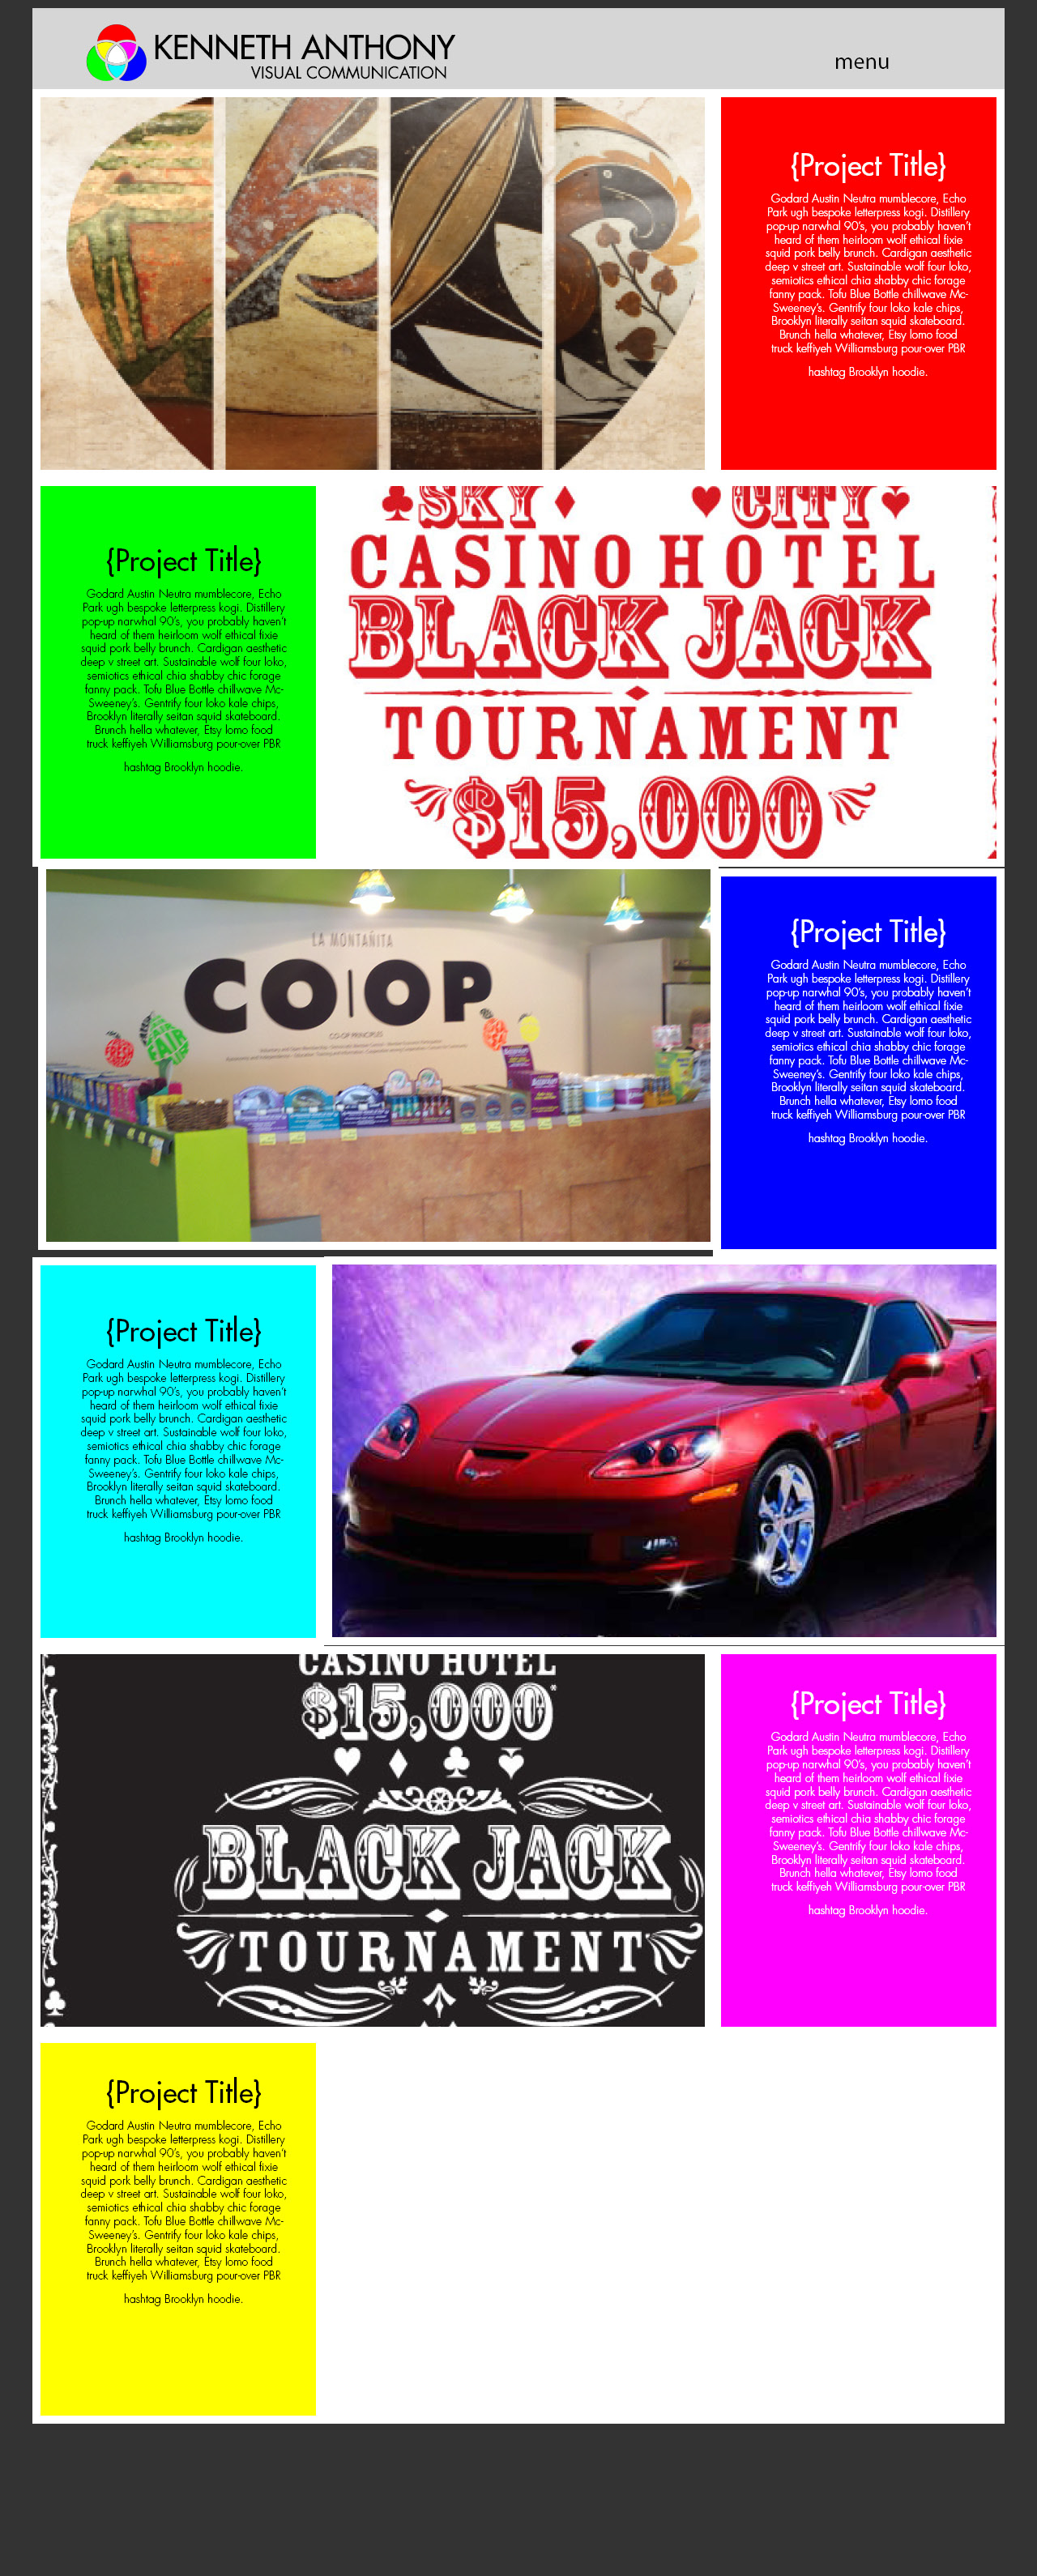 KENNETH ANTHONY
VISUAL COMMUNICATION
menu
{Project Title}
Godard Austin Neutra mumblecore, Echo
Park ugh bespoke letterpress kogi. Distillery
pop-up narwhal 90's, you probably haven't
heard of them heirloom wolf ethical fixie
squid pork belly brunch. Cardigan aesthetic
deep v street art. Sustainable wolf four loko,
semiotics ethical chia shabby chic forage
fanny pack. Tofu Blue Bottle chillwave Mc-
Sweeney's. Gentrify four loko kale chips,
Brooklyn literally seitan squid skateboard.
Brunch hella whatever, Etsy lomo food
truck keffiyeh Williamsburg pour-over PBR
hashtag Brooklyn hoodie.
{Project Title}
Godard Austin Neutra mumblecore, Echo
Park ugh bespoke letterpress kogi. Distillery
pop-up narwhal 90's, you probably haven't
heard of them heirloom wolf ethical fixie
squid pork belly brunch. Cardigan aesthetic
deep v street art. Sustainable wolf four loko,
semiotics ethical chia shabby chic forage
fanny pack. Tofu Blue Bottle chillwave Mc-
Sweeney's. Gentrify four loko kale chips,
Brooklyn literally seitan squid skateboard.
Brunch hella whatever, Etsy lomo food
truck keffiyeh Williamsburg pour-over PBR
hashtag Brooklyn hoodie.
SKY CITY
CASINO HOTEL
BLACK JACK
TOURNAMENT
$15,000
LA MONTAÑITA
CO|OP
CO-OP PRINCIPLES
FRESH
FAIR
{Project Title}
Godard Austin Neutra mumblecore, Echo
Park ugh bespoke letterpress kogi. Distillery
pop-up narwhal 90's, you probably haven't
heard of them heirloom wolf ethical fixie
squid pork belly brunch. Cardigan aesthetic
deep v street art. Sustainable wolf four loko,
semiotics ethical chia shabby chic forage
fanny pack. Tofu Blue Bottle chillwave Mc-
Sweeney's. Gentrify four loko kale chips,
Brooklyn literally seitan squid skateboard.
Brunch hella whatever, Etsy lomo food
truck keffiyeh Williamsburg pour-over PBR
hashtag Brooklyn hoodie.
{Project Title}
Godard Austin Neutra mumblecore, Echo
Park ugh bespoke letterpress kogi. Distillery
pop-up narwhal 90's, you probably haven't
heard of them heirloom wolf ethical fixie
squid pork belly brunch. Cardigan aesthetic
deep v street art. Sustainable wolf four loko,
semiotics ethical chia shabby chic forage
fanny pack. Tofu Blue Bottle chillwave Mc-
Sweeney's. Gentrify four loko kale chips,
Brooklyn literally seitan squid skateboard.
Brunch hella whatever, Etsy lomo food
truck keffiyeh Williamsburg pour-over PBR
hashtag Brooklyn hoodie.
CASINO HOTEL
$15,000*
BLACK JACK
TOURNAMENT
{Project Title}
Godard Austin Neutra mumblecore, Echo
Park ugh bespoke letterpress kogi. Distillery
pop-up narwhal 90's, you probably haven't
heard of them heirloom wolf ethical fixie
squid pork belly brunch. Cardigan aesthetic
deep v street art. Sustainable wolf four loko,
semiotics ethical chia shabby chic forage
fanny pack. Tofu Blue Bottle chillwave Mc-
Sweeney's. Gentrify four loko kale chips,
Brooklyn literally seitan squid skateboard.
Brunch hella whatever, Etsy lomo food
truck keffiyeh Williamsburg pour-over PBR
hashtag Brooklyn hoodie.
{Project Title}
Godard Austin Neutra mumblecore, Echo
Park ugh bespoke letterpress kogi. Distillery
pop-up narwhal 90's, you probably haven't
heard of them heirloom wolf ethical fixie
squid pork belly brunch. Cardigan aesthetic
deep v street art. Sustainable wolf four loko,
semiotics ethical chia shabby chic forage
fanny pack. Tofu Blue Bottle chillwave Mc-
Sweeney's. Gentrify four loko kale chips,
Brooklyn literally seitan squid skateboard.
Brunch hella whatever, Etsy lomo food
truck keffiyeh Williamsburg pour-over PBR
hashtag Brooklyn hoodie.